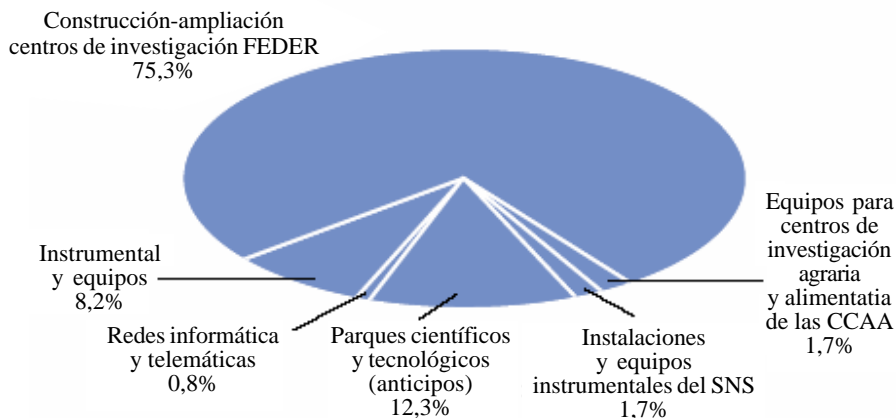 Construcción-ampliación
centros de investigación FEDER
75,3%
Instrumental
y equipos
8,2%
Redes informática
y telemáticas
0,8%
Parques científicos
y tecnológicos
(anticipos)
12,3%
Instalaciones
y equipos
instrumentales del SNS
1,7%
Equipos para
centros de
investigación
agraria
y alimentatia
de las CCAA
1,7%